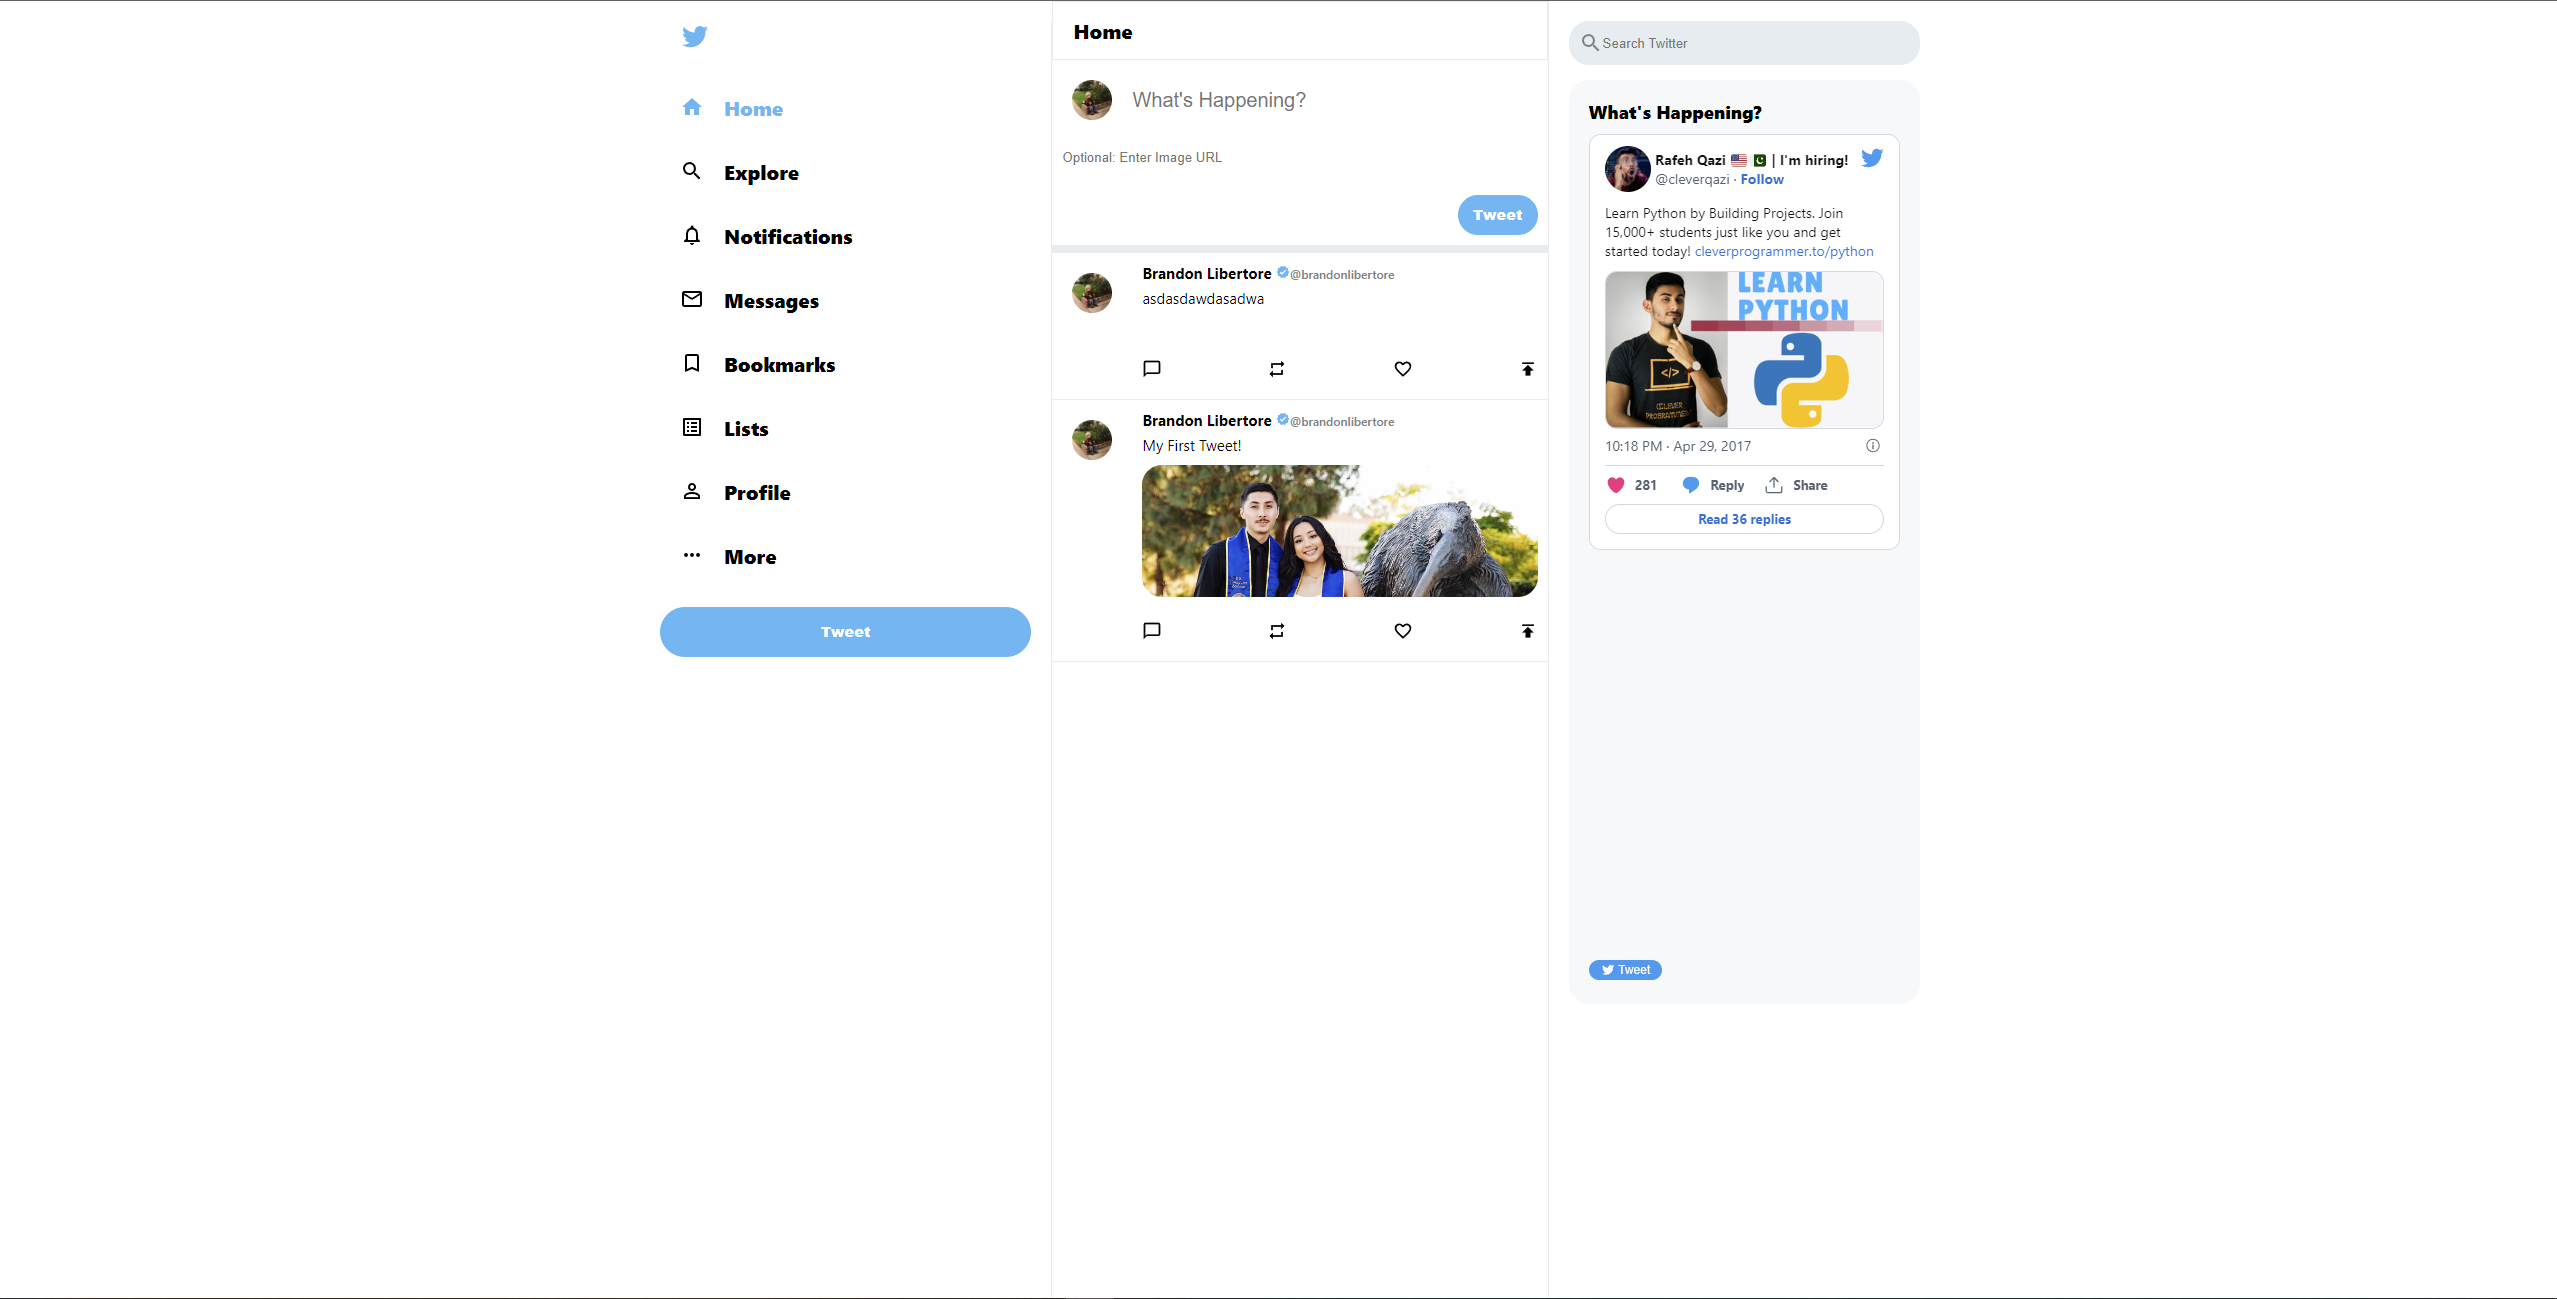 Home
Explore
Notifications
Messages
Bookmarks
Lists
Profile
More
Tweet
Home
What's Happening?
Optional: Enter Image URL
Tweet
Brandon Libertore @brandonlibertore
asdasdawdasadwa
Brandon Libertore @brandonlibertore
My First Tweet!
Search Twitter
What's Happening?
Rafeh Qazi 🇺🇸 🇵🇰 | I'm hiring!
@cleverqazi · Follow
Learn Python by Building Projects. Join
15,000+ students just like you and get
started today! cleverprogrammer.to/python
LEARN
PYTHON
</>
CLEVER
PROGRAMMER
10:18 PM · Apr 29, 2017
281 Reply Share
Read 36 replies
Tweet